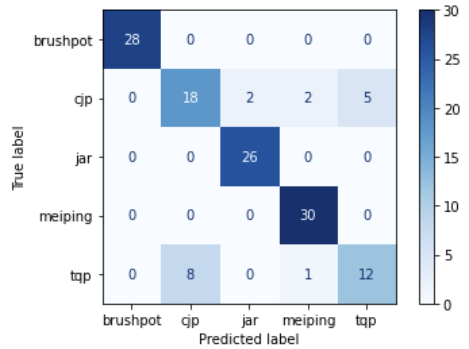 True label
brushpot 28 0 0 0 0
cjp 0 18 2 2 5
jar 0 0 26 0 0
meiping 0 0 0 30 0
tqp 0 8 0 1 12
brushpot cjp jar meiping tqp
Predicted label
30
25
20
15
10
5
0